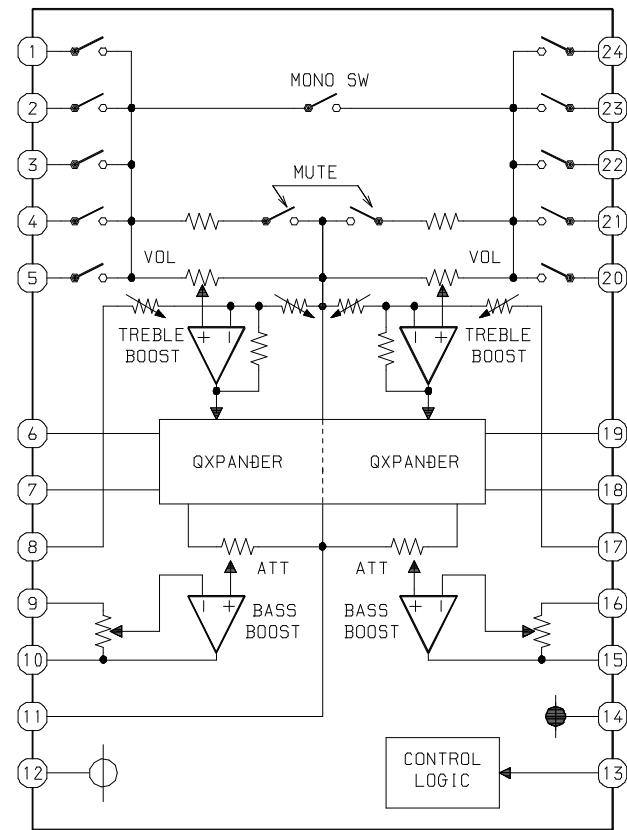 1
24
MONO SW
2
23
3
22
MUTE
4
21
VOL
VOL
5
20
+ −
− +
TREBLE
BOOST
TREBLE
BOOST
6
19
QXPANDER
QXPANDER
7
18
8
17
ATT
ATT
9
16
− +
+ −
BASS
BOOST
BASS
BOOST
10
15
11
14
CONTROL
LOGIC
12
13